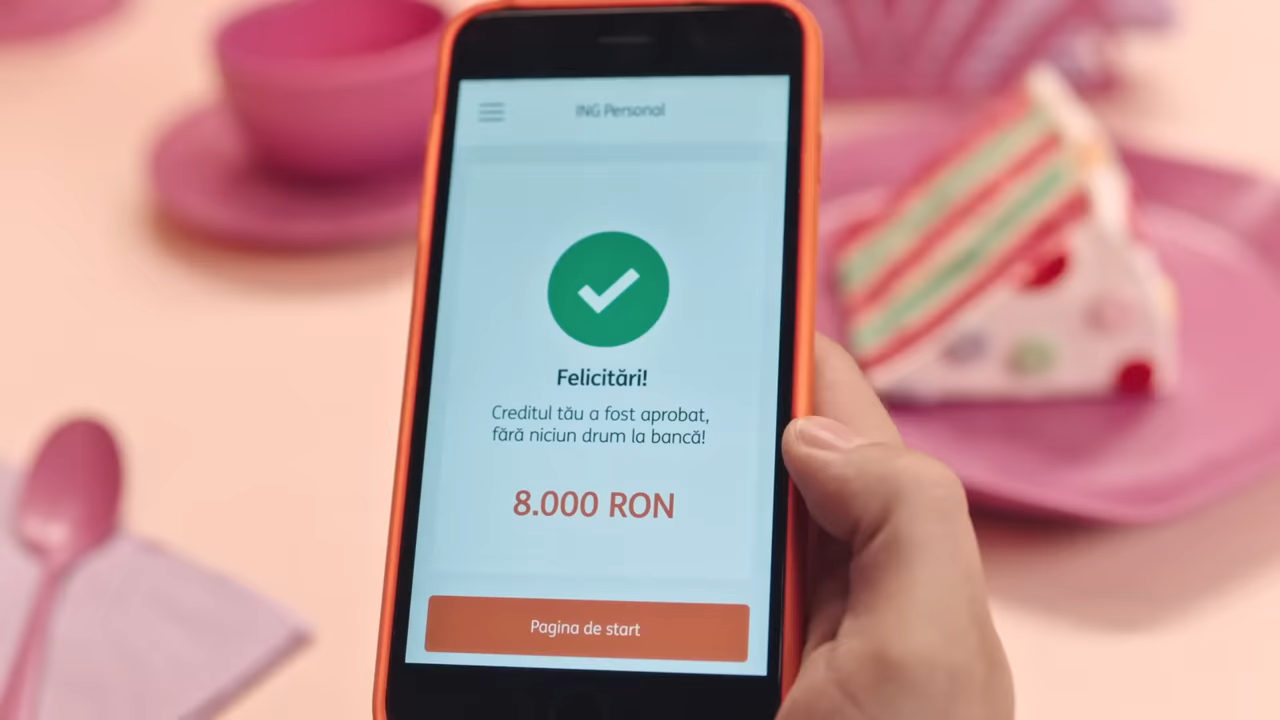 ING Personal
Felicitări!
Creditul tău a fost aprobat,
fără niciun drum la bancă!
8.000 RON
Pagina de start